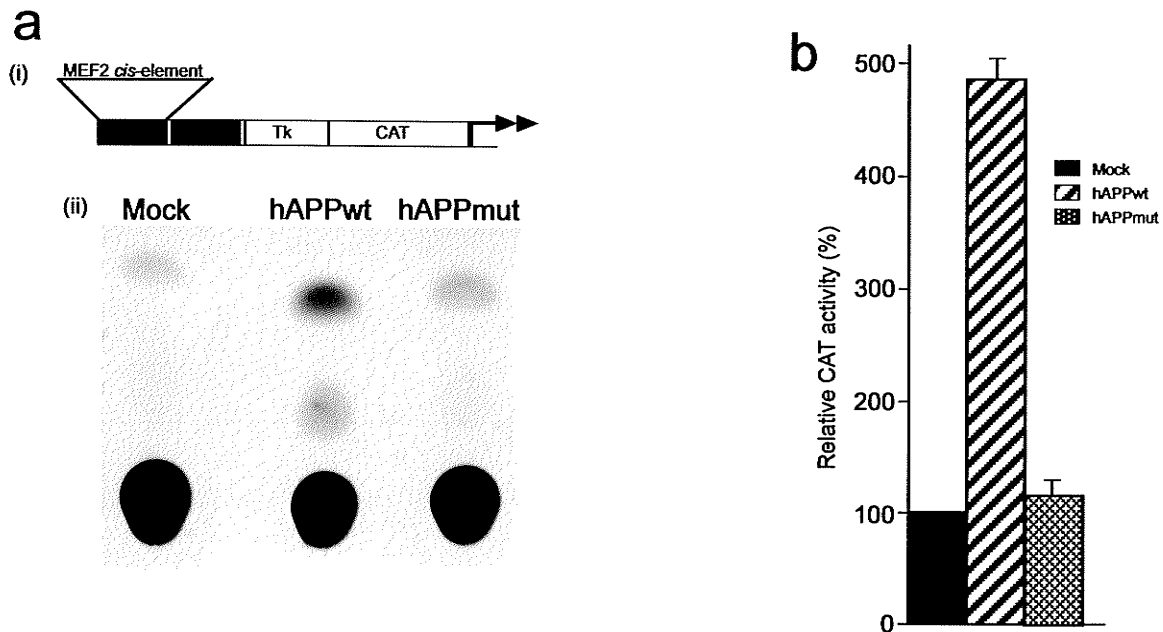 a
(i)
MEF2 cis-element
Tk CAT
(ii)
Mock hAPPwt hAPPmut
b
Relative CAT activity (%)
500
400
300
200
100
0
Mock
hAPPwt
hAPPmut